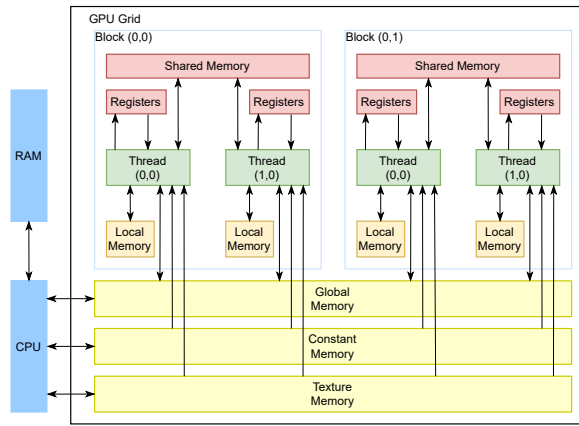 GPU Grid
Block (0,0)
Block (0,1)
Shared Memory
Shared Memory
Registers
Registers
Registers
Registers
RAM
Thread
(0,0)
Thread
(1,0)
Thread
(0,0)
Thread
(1,0)
Local
Memory
Local
Memory
Local
Memory
Local
Memory
Global
Memory
CPU
Constant
Memory
Texture
Memory